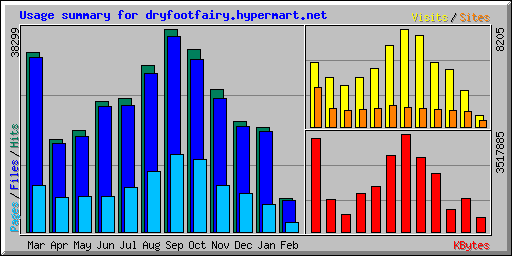 Usage summary for dryfootfairy.hypermart.net
Visits / Sites
38299
8205
Pages / Files / Hits
3517885
Mar Apr May Jun Jul Aug Sep Oct Nov Dec Jan Feb
KBytes